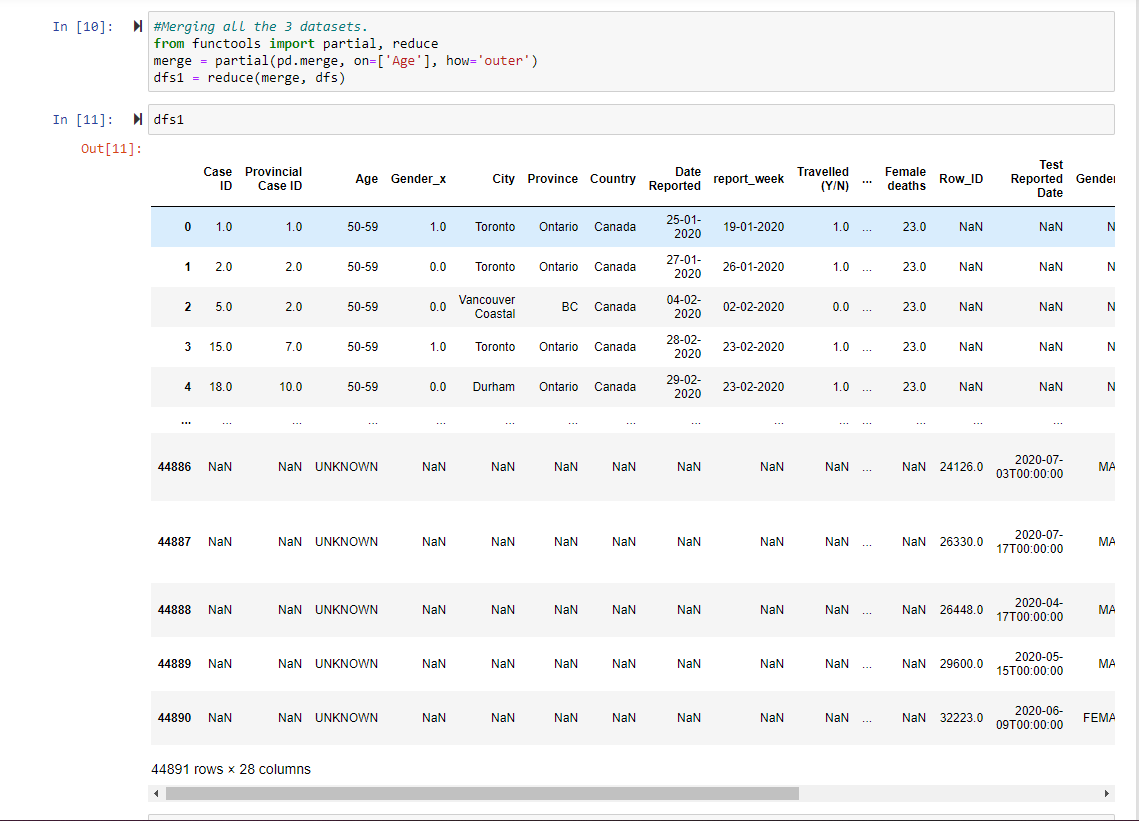 In [10]:
#Merging all the 3 datasets.
from functools import partial, reduce
merge = partial(pd.merge, on=['Age'], how='outer')
dfs1 = reduce(merge, dfs)
In [11]:
dfs1
Out[11]:
Case ID Provincial Case ID Age Gender_x City Province Country Date Reported report_week Travelled (Y/N) ... Female deaths Row_ID Test Reported Date Gender
0 1.0 1.0 50-59 1.0 Toronto Ontario Canada 25-01-2020 19-01-2020 1.0 ... 23.0 NaN NaN N
1 2.0 2.0 50-59 0.0 Toronto Ontario Canada 27-01-2020 26-01-2020 1.0 ... 23.0 NaN NaN N
2 5.0 2.0 50-59 0.0 Vancouver Coastal BC Canada 04-02-2020 02-02-2020 0.0 ... 23.0 NaN NaN N
3 15.0 7.0 50-59 1.0 Toronto Ontario Canada 28-02-2020 23-02-2020 1.0 ... 23.0 NaN NaN N
4 18.0 10.0 50-59 0.0 Durham Ontario Canada 29-02-2020 23-02-2020 1.0 ... 23.0 NaN NaN N
... ... ... ... ... ... ... ... ... ... ... ... ... ... ...
44886 NaN NaN UNKNOWN NaN NaN NaN NaN NaN NaN NaN ... NaN 24126.0 2020-07-03T00:00:00 MA
44887 NaN NaN UNKNOWN NaN NaN NaN NaN NaN NaN NaN ... NaN 26330.0 2020-07-17T00:00:00 MA
44888 NaN NaN UNKNOWN NaN NaN NaN NaN NaN NaN NaN ... NaN 26448.0 2020-04-17T00:00:00 MA
44889 NaN NaN UNKNOWN NaN NaN NaN NaN NaN NaN NaN ... NaN 29600.0 2020-05-15T00:00:00 MA
44890 NaN NaN UNKNOWN NaN NaN NaN NaN NaN NaN NaN ... NaN 32223.0 2020-06-09T00:00:00 FEMA
44891 rows × 28 columns